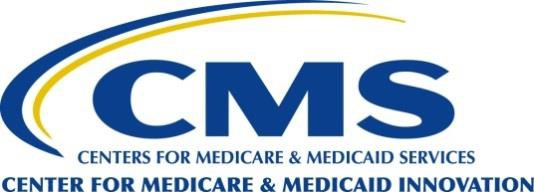 CMS
CENTERS FOR MEDICARE & MEDICAID SERVICES
CENTER FOR MEDICARE & MEDICAID INNOVATION